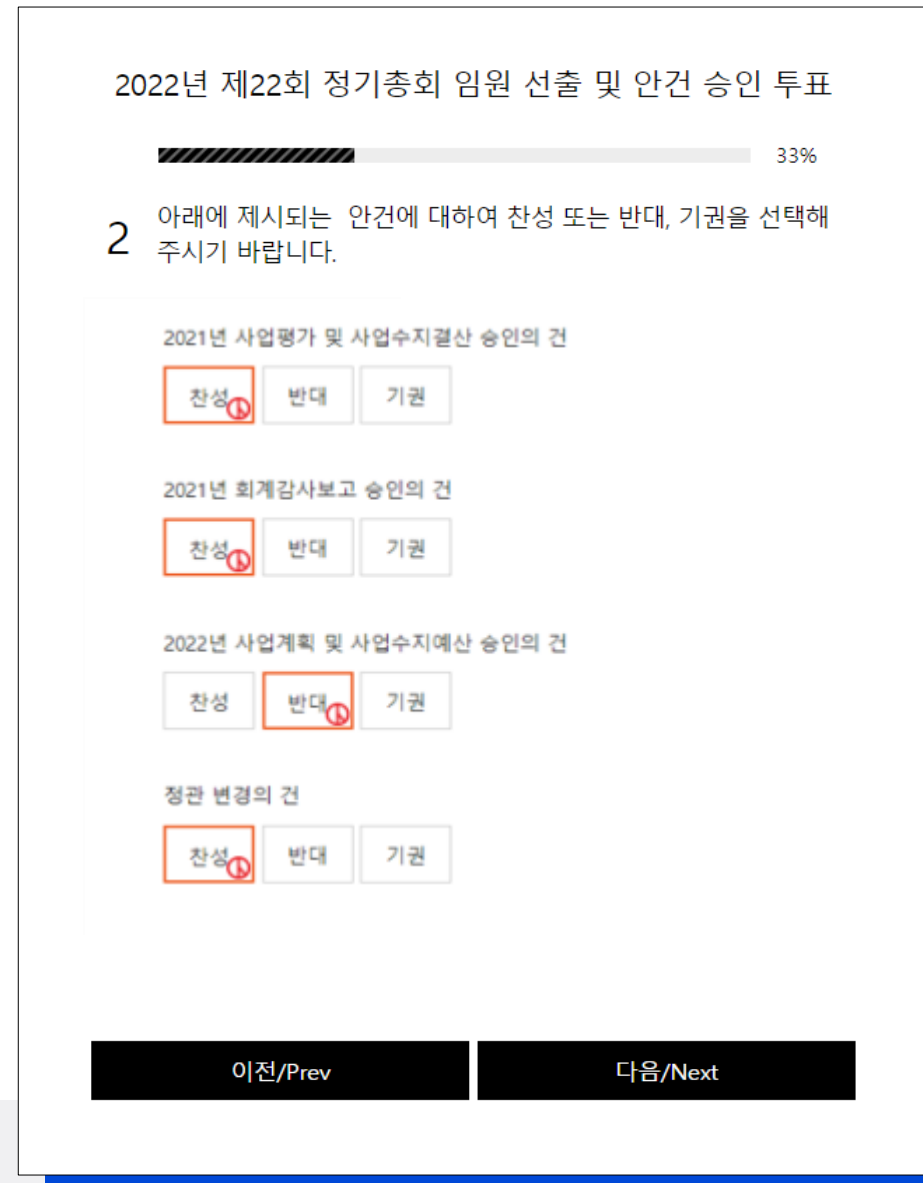 2022년 제22회 정기총회 임원 선출 및 안건 승인 투표
33%
2 아래에 제시되는 안건에 대하여 찬성 또는 반대, 기권을 선택해
주시기 바랍니다.
2021년 사업평가 및 사업수지결산 승인의 건
찬성 반대 기권
2021년 회계감사보고 승인의 건
찬성 반대 기권
2022년 사업계획 및 사업수지예산 승인의 건
찬성 반대 기권
정관 변경의 건
찬성 반대 기권
이전/Prev 다음/Next